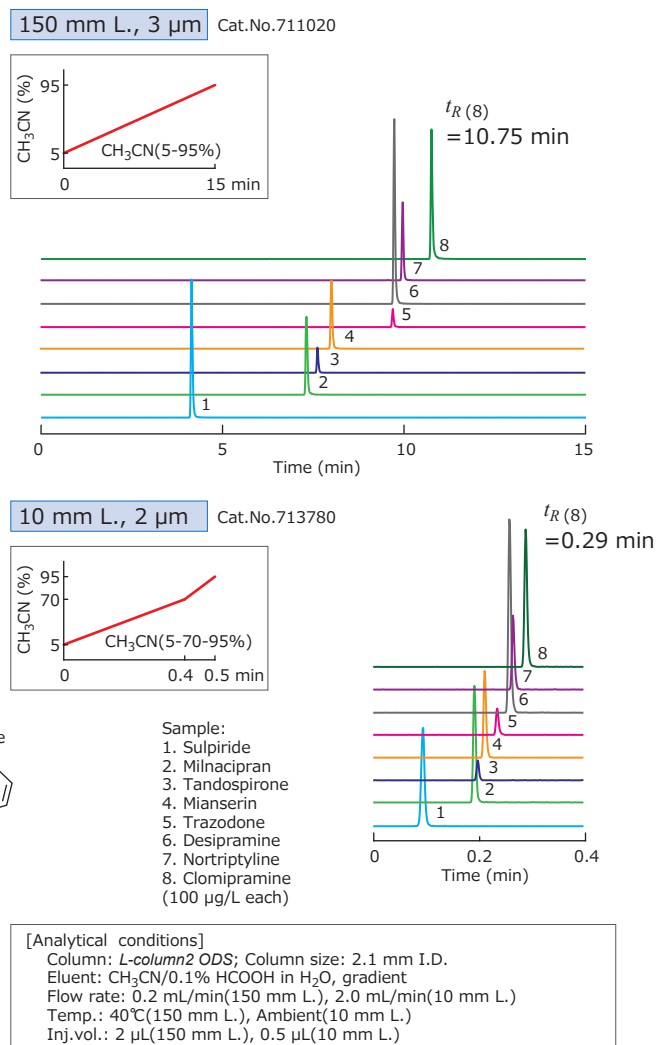 150 mm L., 3 µm Cat.No.711020
CH₃CN (%)
95
5
CH₃CN(5-95%)
0 15 min
tR (8)
=10.75 min
8
7
6
5
4
3
2
1
0 5 10 15
Time (min)
10 mm L., 2 µm Cat.No.713780
CH₃CN (%)
95
70
5
CH₃CN(5-70-95%)
0 0.4 0.5 min
tR (8)
=0.29 min
8
7
6
5
4
3
2
1
0 0.2 0.4
Time (min)
e
Sample:
1. Sulpiride
2. Milnacipran
3. Tandospirone
4. Mianserin
5. Trazodone
6. Desipramine
7. Nortriptyline
8. Clomipramine
(100 µg/L each)
[Analytical conditions]
Column: L-column2 ODS; Column size: 2.1 mm I.D.
Eluent: CH₃CN/0.1% HCOOH in H₂O, gradient
Flow rate: 0.2 mL/min(150 mm L.), 2.0 mL/min(10 mm L.)
Temp.: 40℃(150 mm L.), Ambient(10 mm L.)
Inj.vol.: 2 µL(150 mm L.), 0.5 µL(10 mm L.)